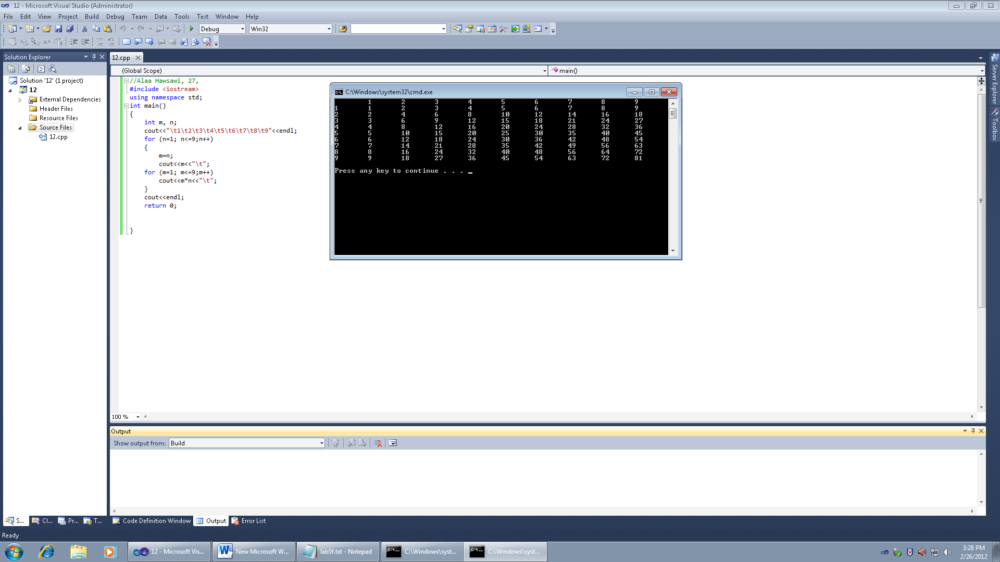 12 - Microsoft Visual Studio (Administrator)
File Edit View Project Build Debug Team Data Tools Test Window Help
Debug Win32
Solution Explorer
12.cpp
(Global Scope) main()
Solution '12' (1 project)
12
External Dependencies
Header Files
Resource Files
Source Files
12.cpp
//Alaa Hawsawi, 27,
#include <iostream>
using namespace std;
int main()
{
int m, n;
cout<<"\t1\t2\t3\t4\t5\t6\t7\t8\t9"<<endl;
for (n=1; n<=9;n++)
{
m=n;
cout<<m<<"\t";
for (m=1; m<=9;m++)
cout<<m*n<<"\t";
}
cout<<endl;
return 0;
}
C:\Windows\system32\cmd.exe
1 2 3 4 5 6 7 8 9
1 1 2 3 4 5 6 7 8 9
2 2 4 6 8 10 12 14 16 18
3 3 6 9 12 15 18 21 24 27
4 4 8 12 16 20 24 28 32 36
5 5 10 15 20 25 30 35 40 45
6 6 12 18 24 30 36 42 48 54
7 7 14 21 28 35 42 49 56 63
8 8 16 24 32 40 48 56 64 72
9 9 18 27 36 45 54 63 72 81
Press any key to continue . . . _
Server Explorer
Toolbox
100 %
Output
Show output from: Build
S... Cl... Pr... T... Code Definition Window Output Error List
Ready
12 - Microsoft Vis... New Microsoft W... lab5f.txt - Notepad C:\Windows\syst... C:\Windows\syst...
3:28 PM
2/26/2012